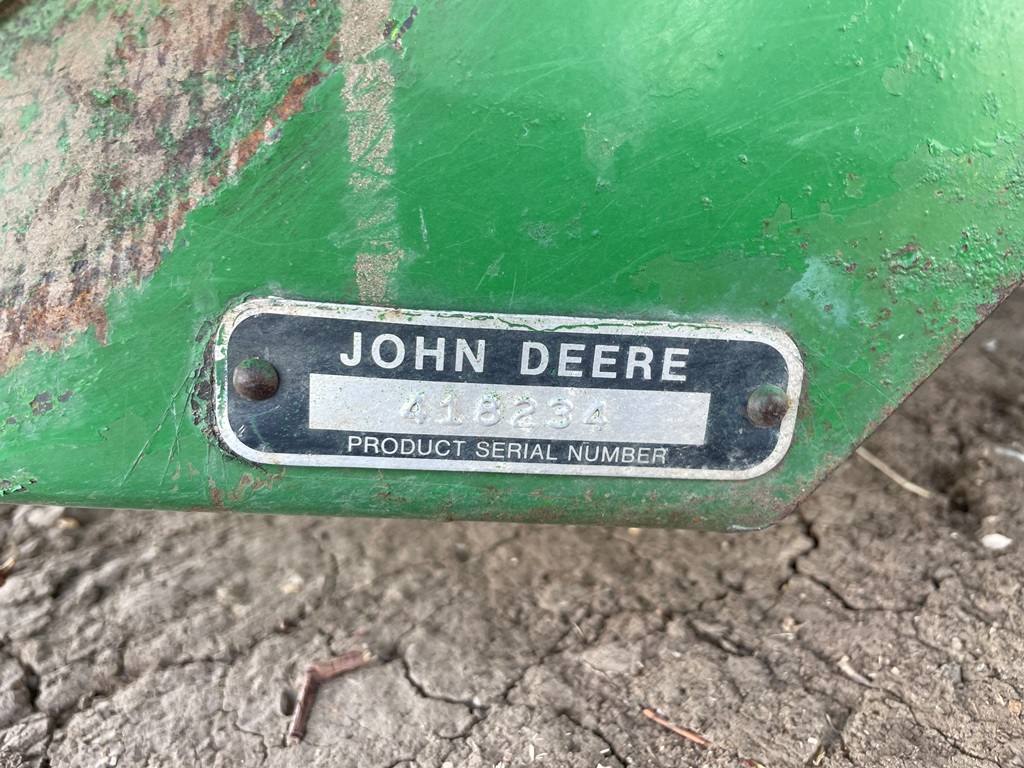 JOHN DEERE
418234
PRODUCT SERIAL NUMBER